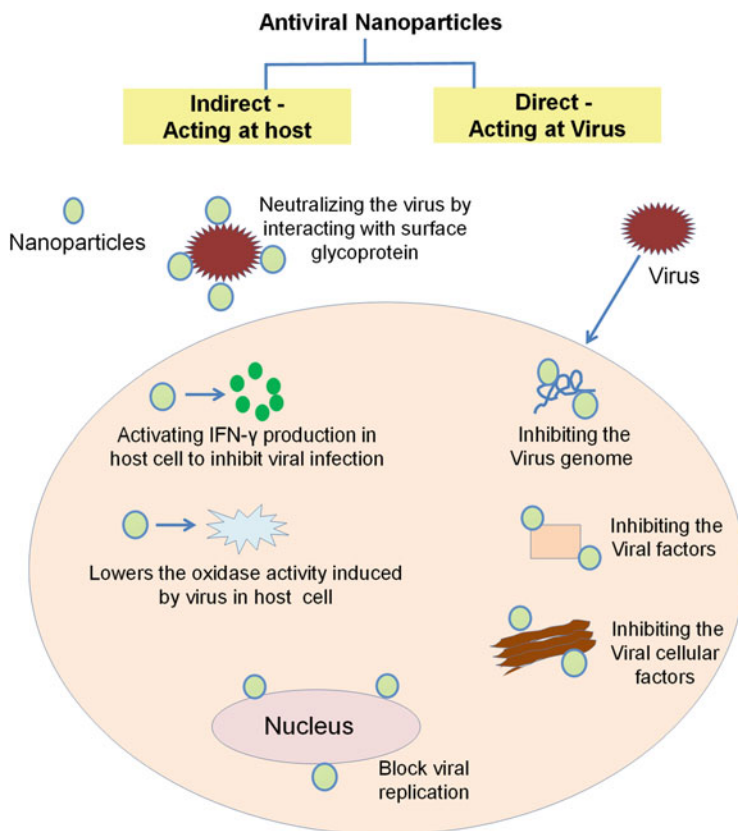 Antiviral Nanoparticles
Indirect -
Acting at host
Direct -
Acting at Virus
Nanoparticles
Neutralizing the virus by
interacting with surface
glycoprotein
Virus
Activating IFN-γ production in
host cell to inhibit viral infection
Inhibiting the
Virus genome
Lowers the oxidase activity induced
by virus in host cell
Inhibiting the
Viral factors
Inhibiting the
Viral cellular
factors
Nucleus
Block viral
replication